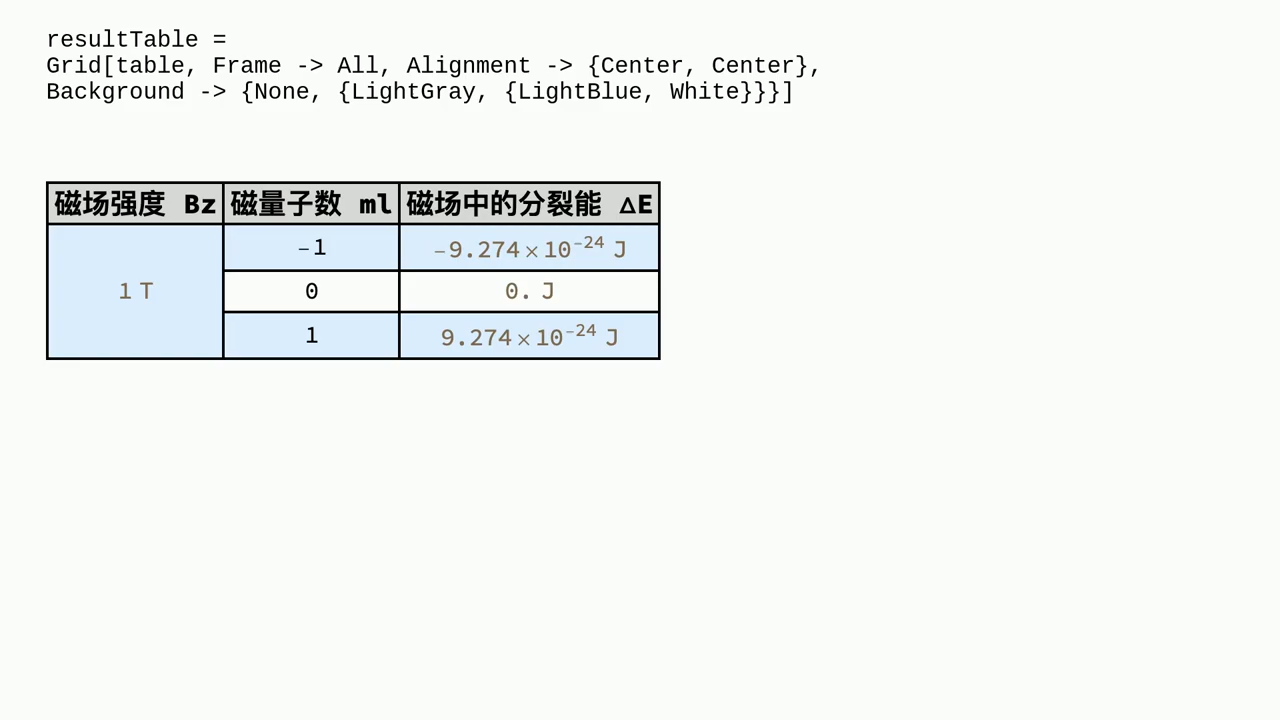 resultTable =
Grid[table, Frame -> All, Alignment -> {Center, Center},
Background -> {None, {LightGray, {LightBlue, White}}}]
磁场强度 Bz 磁量子数 ml 磁场中的分裂能 ΔE
1 T
-1 -9.274×10⁻²⁴ J
0 0. J
1 9.274×10⁻²⁴ J